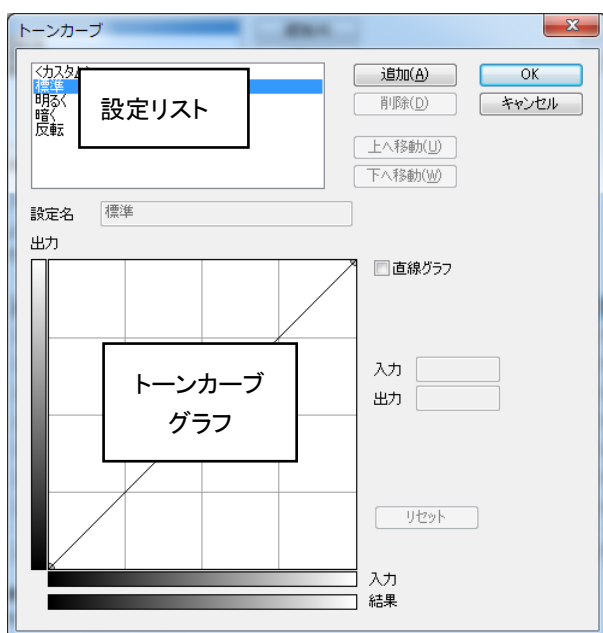 トーンカーブ
<カスタム
標準
明るく
暗く
反転
設定リスト
追加(A)
OK
削除(D)
キャンセル
上へ移動(U)
下へ移動(W)
設定名
標準
出力
直線グラフ
トーンカーブ
グラフ
入力
出力
リセット
入力
結果